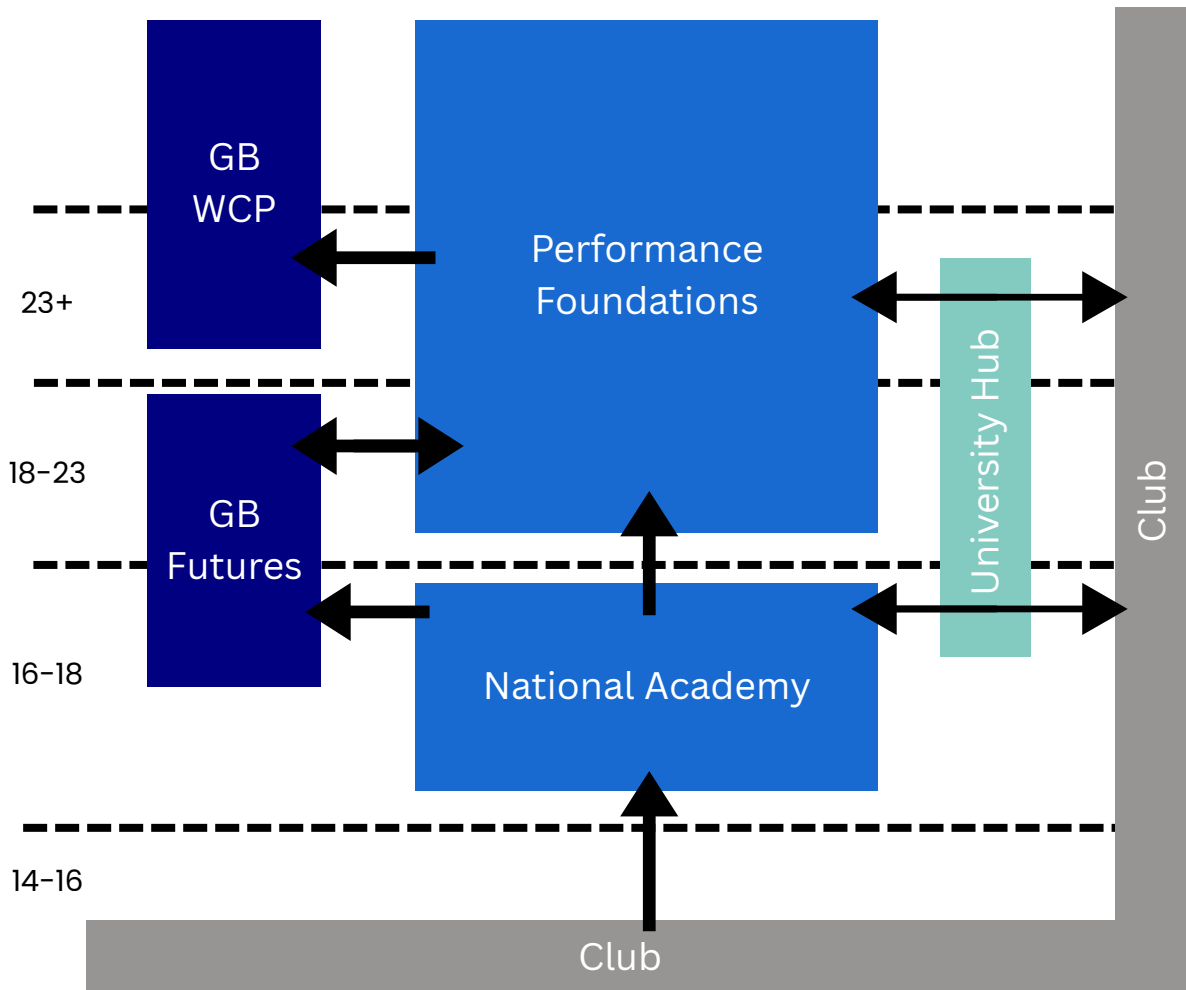 GB
WCP
Performance
Foundations
23+
University Hub
Club
18-23
GB
Futures
16-18
National Academy
14-16
Club